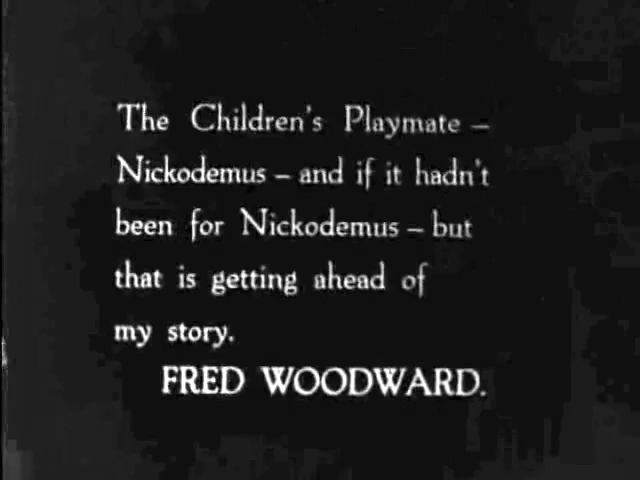 The Children's Playmate –
Nickodemus – and if it hadn't
been for Nickodemus – but
that is getting ahead of
my story.
FRED WOODWARD.